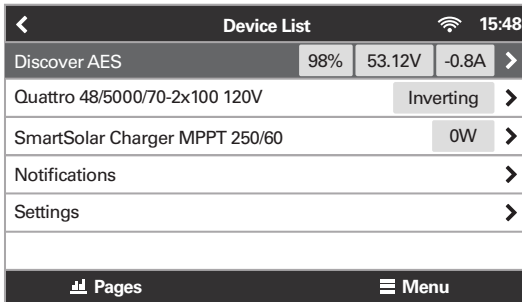 Device List 15:48
Discover AES 98% 53.12V -0.8A
Quattro 48/5000/70-2x100 120V Inverting
SmartSolar Charger MPPT 250/60 0W
Notifications
Settings
Pages Menu